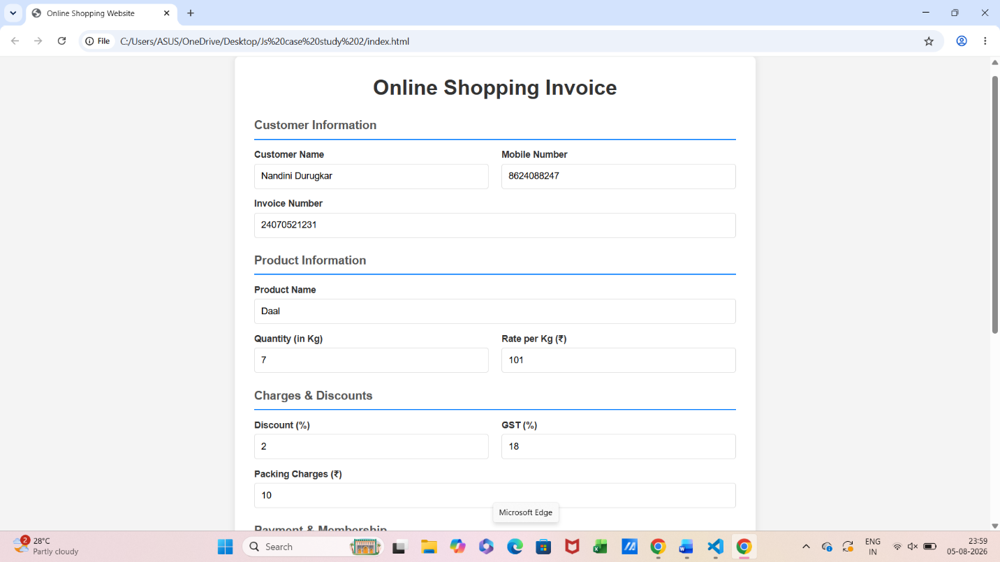 Online Shopping Website
File C:/Users/ASUS/OneDrive/Desktop/Js%20case%20study%202/index.html
Online Shopping Invoice
Customer Information
Customer Name Mobile Number
Nandini Durugkar 8624088247
Invoice Number
24070521231
Product Information
Product Name
Daal
Quantity (in Kg) Rate per Kg (₹)
7 101
Charges & Discounts
Discount (%) GST (%)
2 18
Packing Charges (₹)
10
Microsoft Edge
Payment & Membership
2 28°C Search ENG 23:59
Partly cloudy IN 05-08-2026